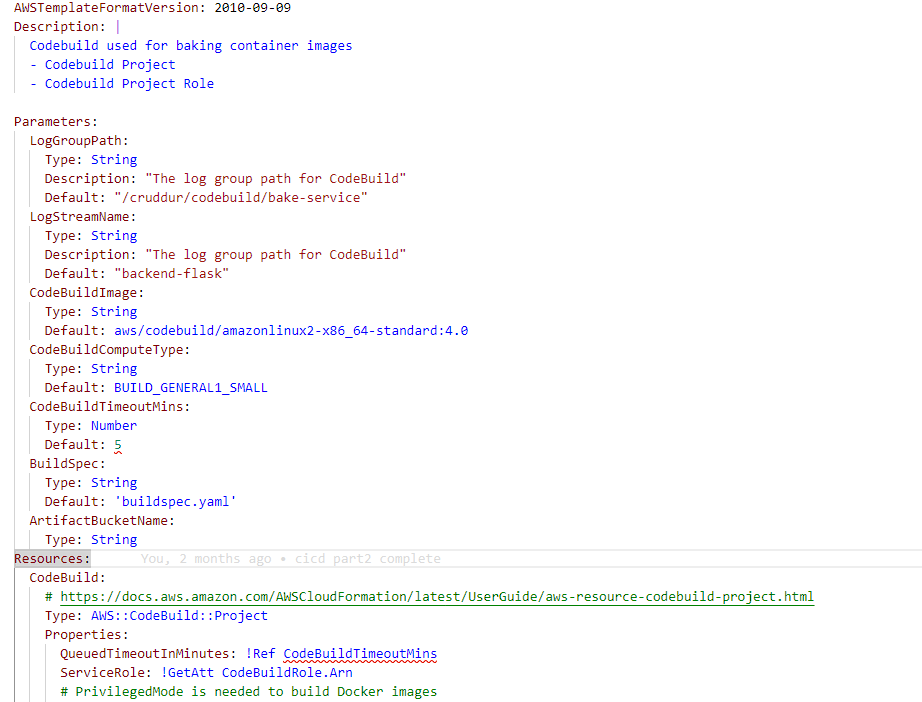 AWSTemplateFormatVersion: 2010-09-09
Description: |
  Codebuild used for baking container images
  - Codebuild Project
  - Codebuild Project Role

Parameters:
  LogGroupPath:
    Type: String
    Description: "The log group path for CodeBuild"
    Default: "/cruddur/codebuild/bake-service"
  LogStreamName:
    Type: String
    Description: "The log group path for CodeBuild"
    Default: "backend-flask"
  CodeBuildImage:
    Type: String
    Default: aws/codebuild/amazonlinux2-x86_64-standard:4.0
  CodeBuildComputeType:
    Type: String
    Default: BUILD_GENERAL1_SMALL
  CodeBuildTimeoutMins:
    Type: Number
    Default: 5
  BuildSpec:
    Type: String
    Default: 'buildspec.yaml'
  ArtifactBucketName:
    Type: String
Resources: You, 2 months ago • cicd part2 complete
  CodeBuild:
    # https://docs.aws.amazon.com/AWSCloudFormation/latest/UserGuide/aws-resource-codebuild-project.html
    Type: AWS::CodeBuild::Project
    Properties:
      QueuedTimeoutInMinutes: !Ref CodeBuildTimeoutMins
      ServiceRole: !GetAtt CodeBuildRole.Arn
      # PrivilegedMode is needed to build Docker images